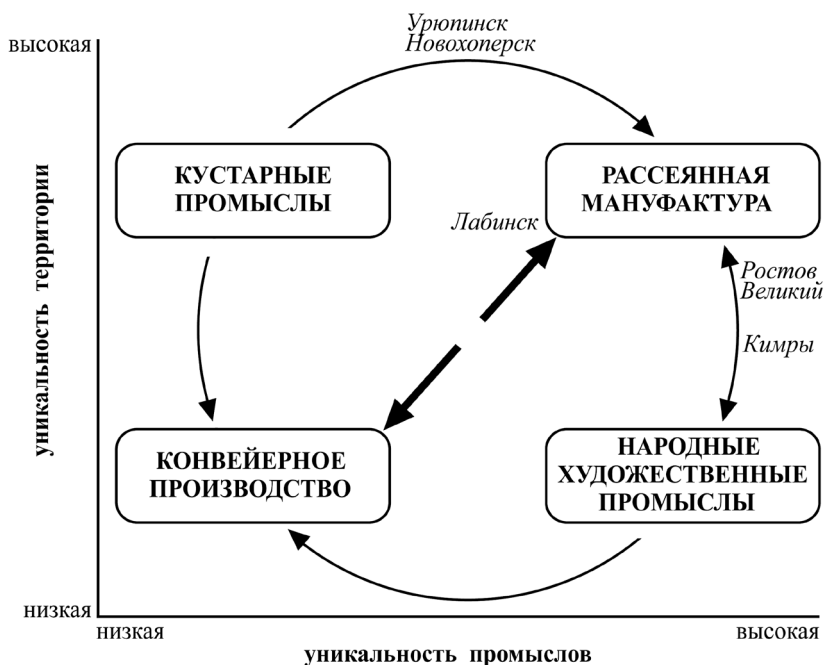 Урюпинск
Новохоперск
высокая
КУСТАРНЫЕ
ПРОМЫСЛЫ
РАССЕЯННАЯ
МАНУФАКТУРА
Лабинск
Ростов
Великий
Кимры
уникальность территории
КОНВЕЙЕРНОЕ
ПРОИЗВОДСТВО
НАРОДНЫЕ
ХУДОЖЕСТВЕННЫЕ
ПРОМЫСЛЫ
низкая
низкая
высокая
уникальность промыслов